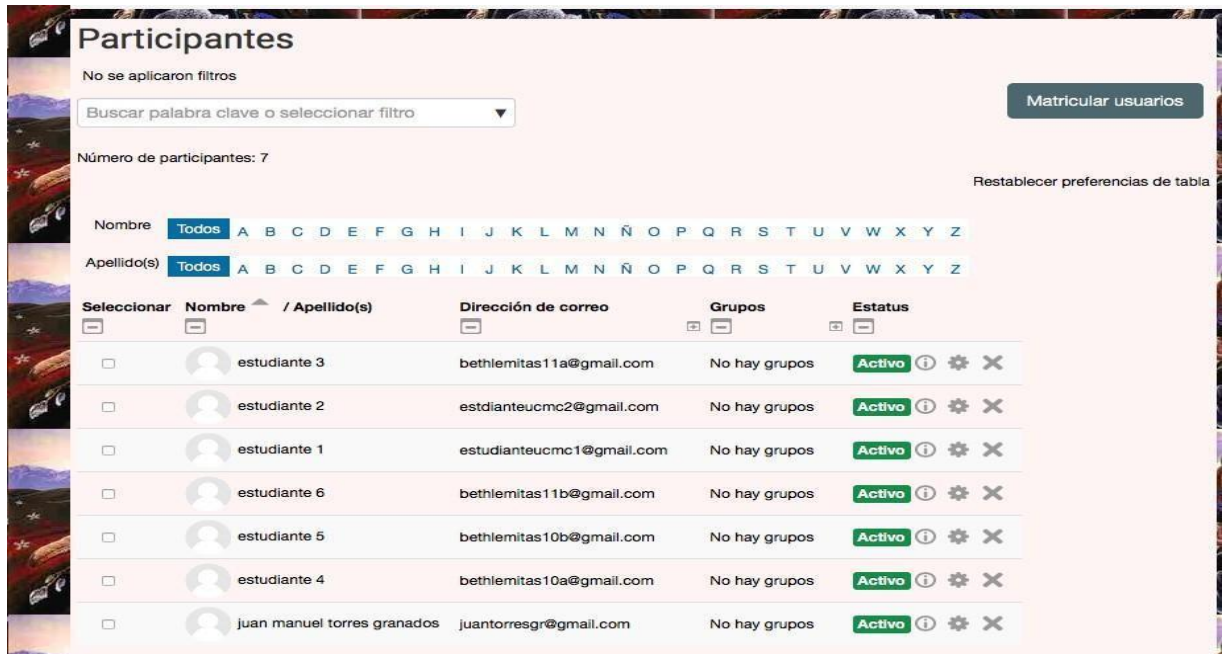 Participantes
No se aplicaron filtros
Buscar palabra clave o seleccionar filtro
Matricular usuarios
Número de participantes: 7
Restablecer preferencias de tabla
Nombre Todos A B C D E F G H I J K L M N Ñ O P Q R S T U V W X Y Z
Apellido(s) Todos A B C D E F G H I J K L M N Ñ O P Q R S T U V W X Y Z
Seleccionar Nombre / Apellido(s) Dirección de correo Grupos Estatus
estudiante 3 bethlemitas11a@gmail.com No hay grupos Activo
estudiante 2 estdianteucmc2@gmail.com No hay grupos Activo
estudiante 1 estudianteucmc1@gmail.com No hay grupos Activo
estudiante 6 bethlemitas11b@gmail.com No hay grupos Activo
estudiante 5 bethlemitas10b@gmail.com No hay grupos Activo
estudiante 4 bethlemitas10a@gmail.com No hay grupos Activo
juan manuel torres granados juantorresgr@gmail.com No hay grupos Activo